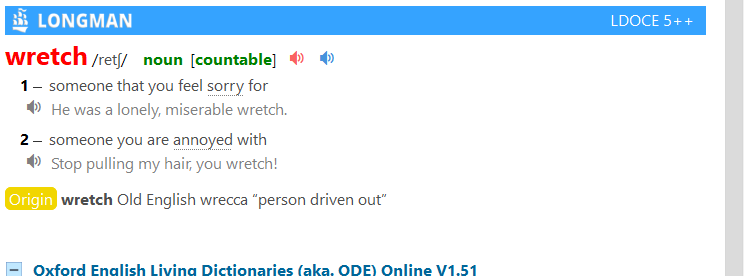 LONGMAN LDOCE 5++
wretch /retʃ/ noun [countable]
1 – someone that you feel sorry for
He was a lonely, miserable wretch.
2 – someone you are annoyed with
Stop pulling my hair, you wretch!
Origin wretch Old English wrecca “person driven out”
Oxford English Living Dictionaries (aka. ODE) Online V1.51